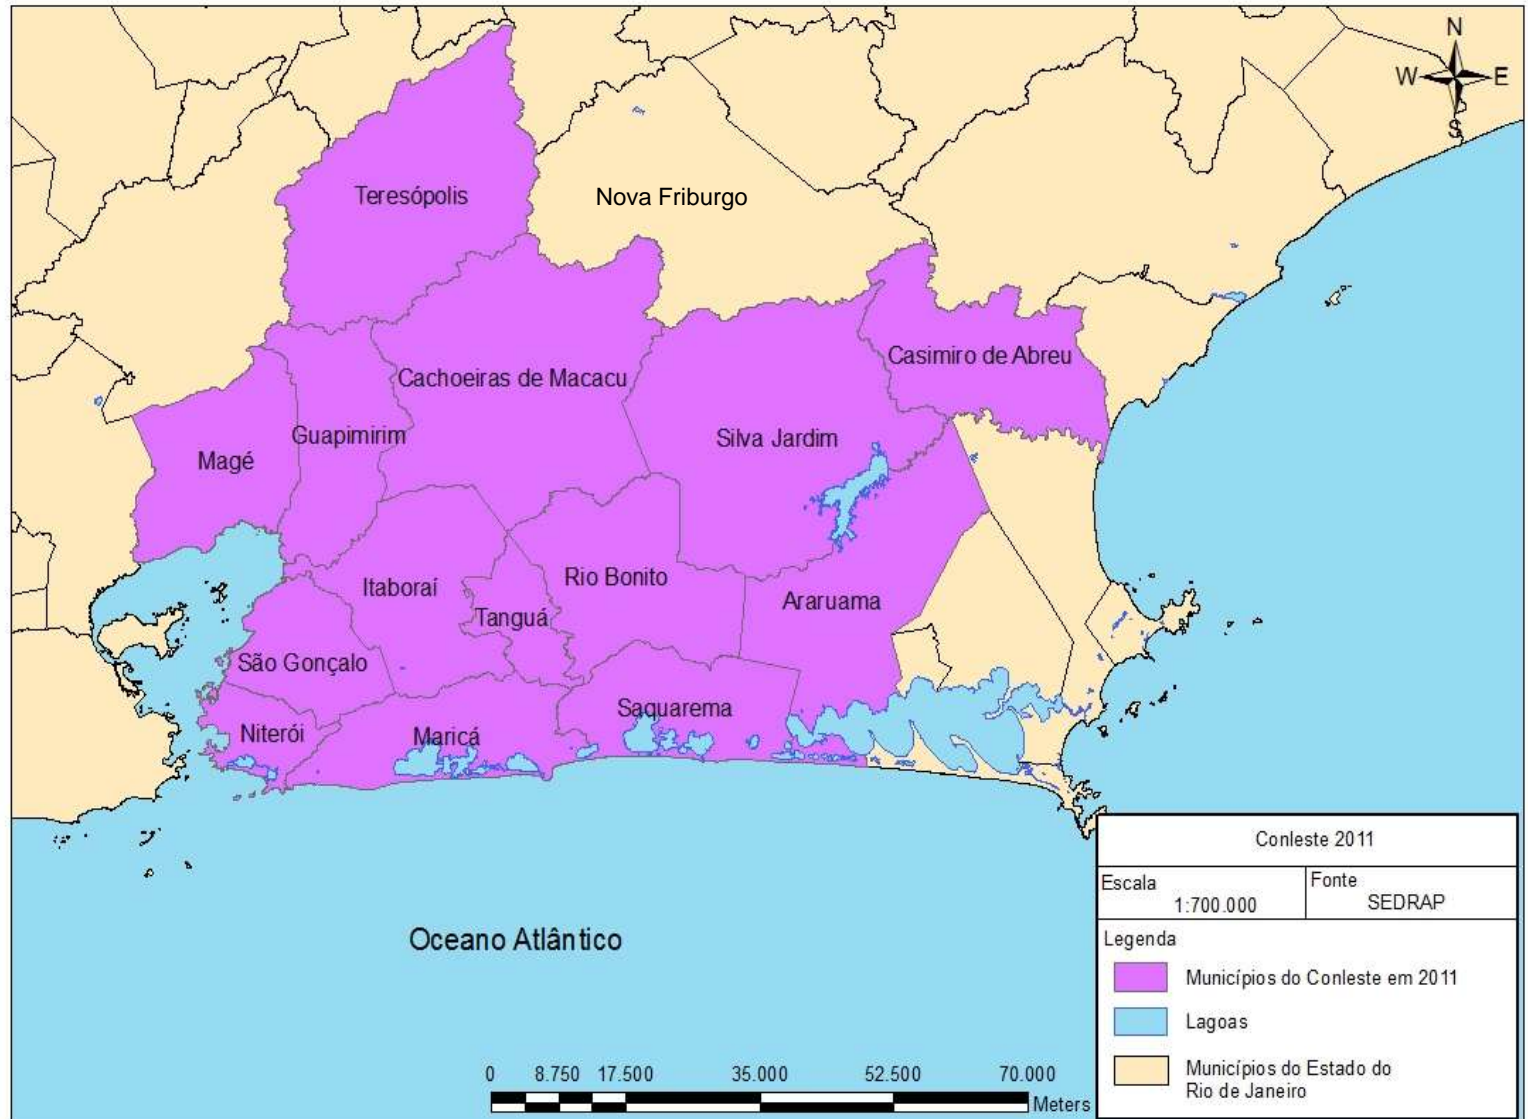 N
W E
S
Teresópolis
Nova Friburgo
Casimiro de Abreu
Cachoeiras de Macacu
Silva Jardim
Guapimirim
Magé
Rio Bonito
Itaboraí
Araruama
Tanguá
São Gonçalo
Saquarema
Niterói
Maricá
Oceano Atlântico
Conleste 2011
Escala
1:700.000
Fonte
SEDRAP
Legenda
Municípios do Conleste em 2011
Lagoas
Municípios do Estado do
Rio de Janeiro
0 8.750 17.500 35.000 52.500 70.000
Meters